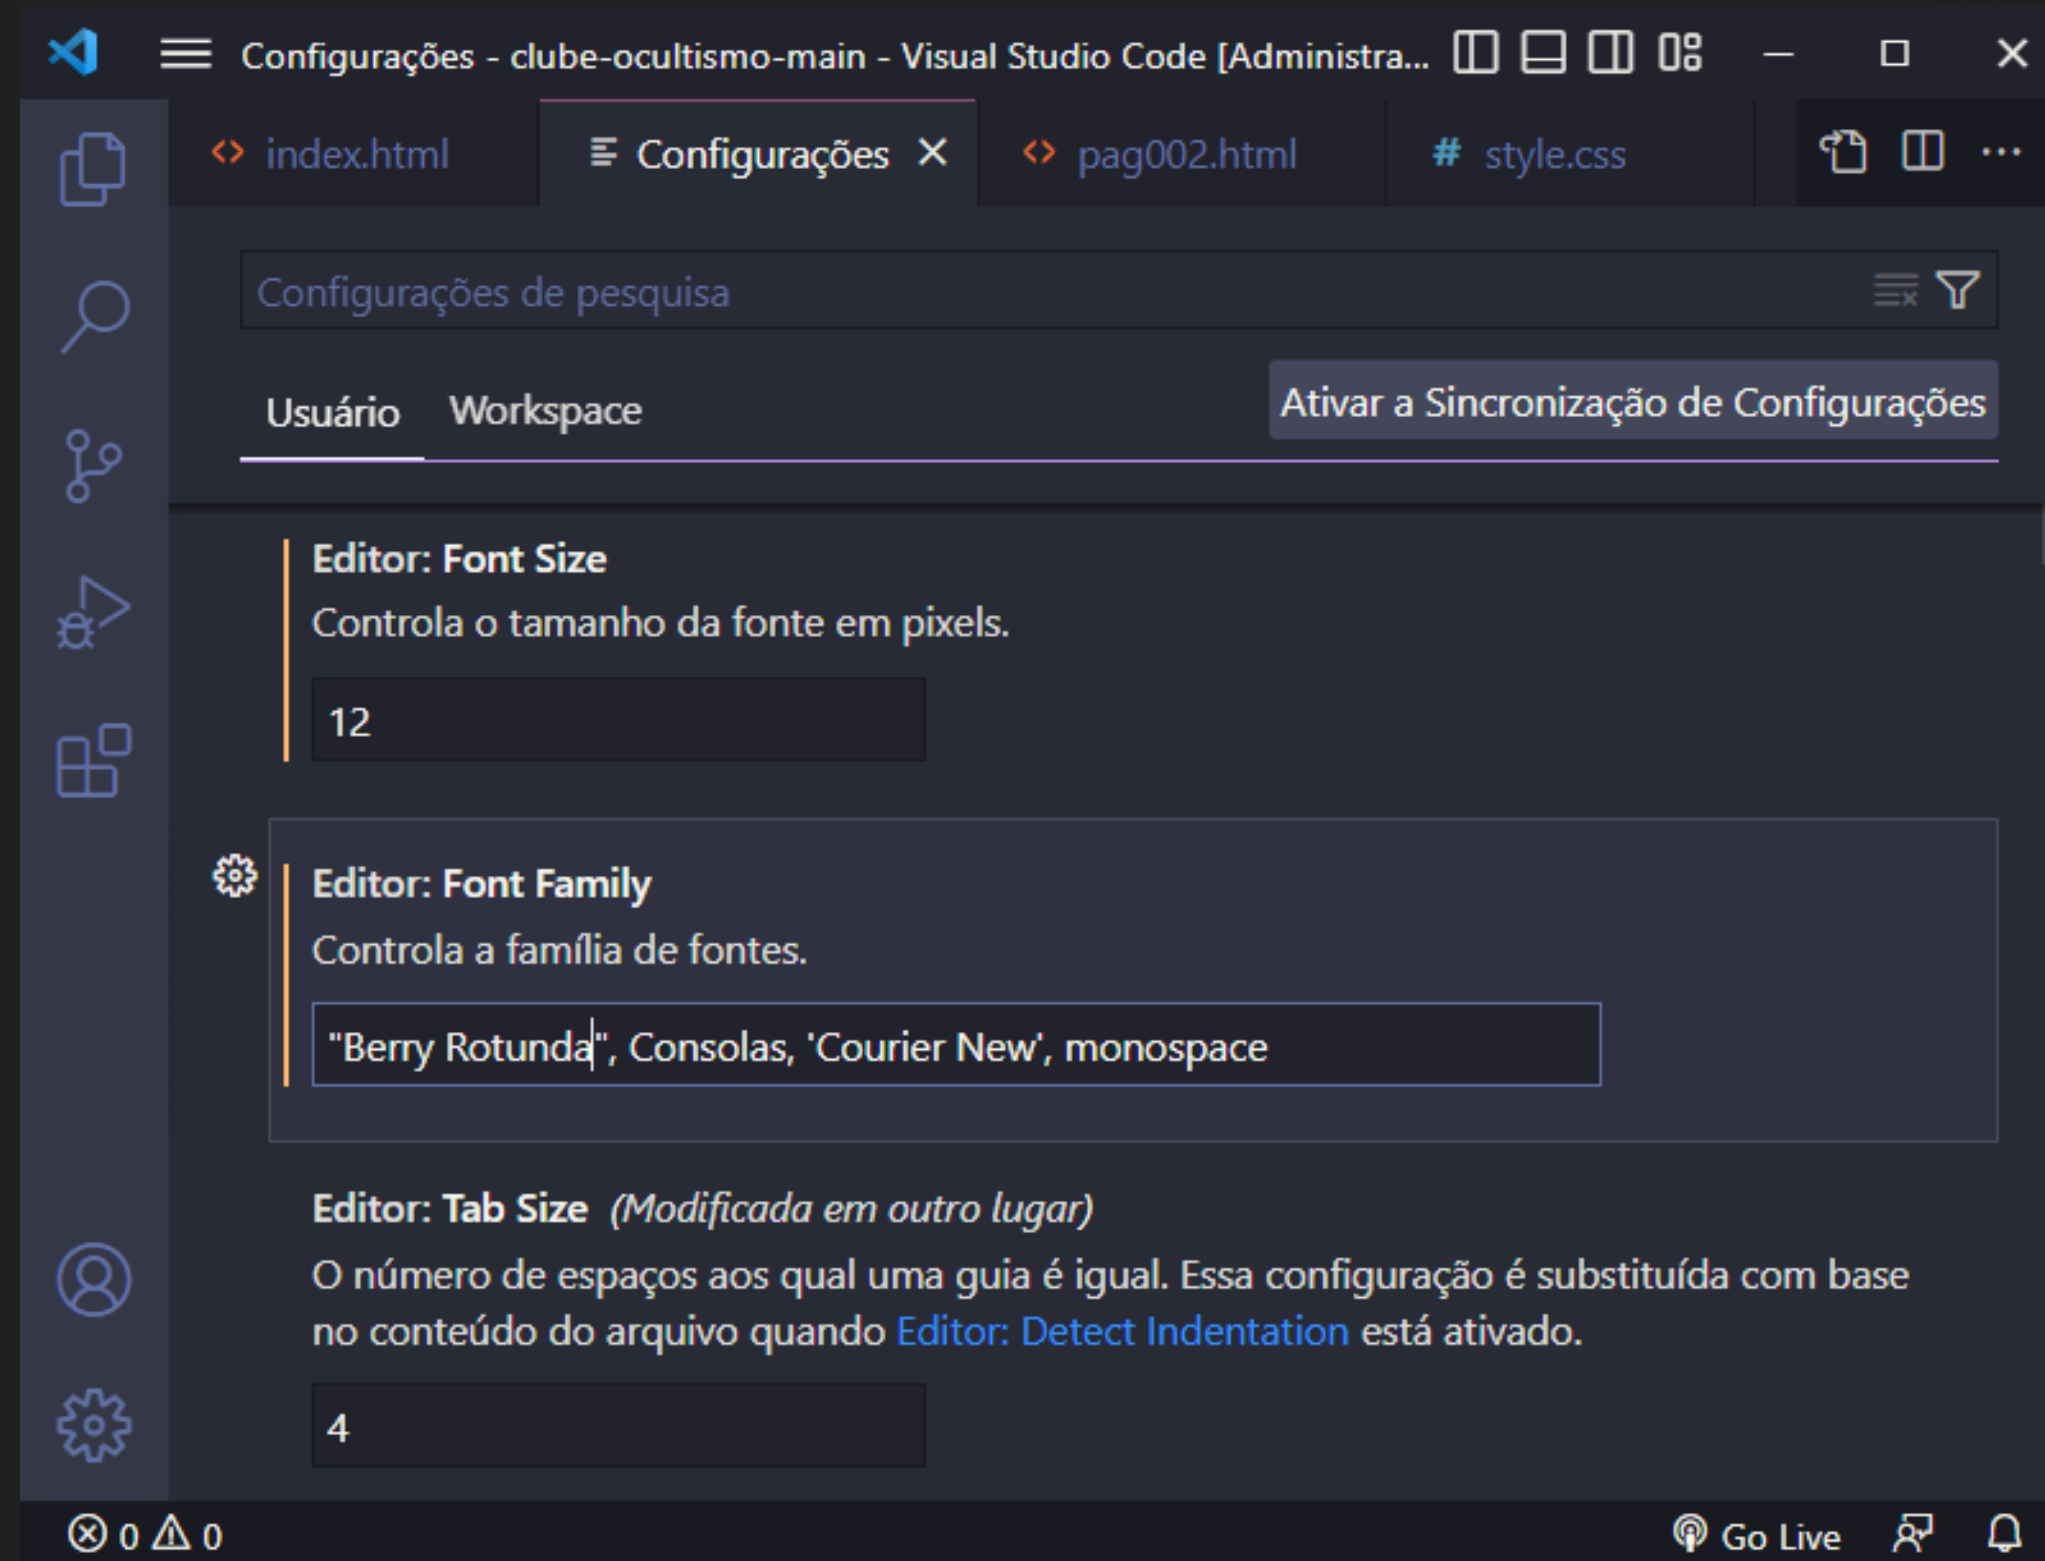 Configurações - clube-ocultismo-main - Visual Studio Code [Administra...
index.html Configurações pag002.html # style.css
Configurações de pesquisa
Usuário Workspace Ativar a Sincronização de Configurações
Editor: Font Size
Controla o tamanho da fonte em pixels.
12
Editor: Font Family
Controla a família de fontes.
"Berry Rotunda", Consolas, 'Courier New', monospace
Editor: Tab Size (Modificada em outro lugar)
O número de espaços aos qual uma guia é igual. Essa configuração é substituída com base
no conteúdo do arquivo quando Editor: Detect Indentation está ativado.
4
0 0 Go Live